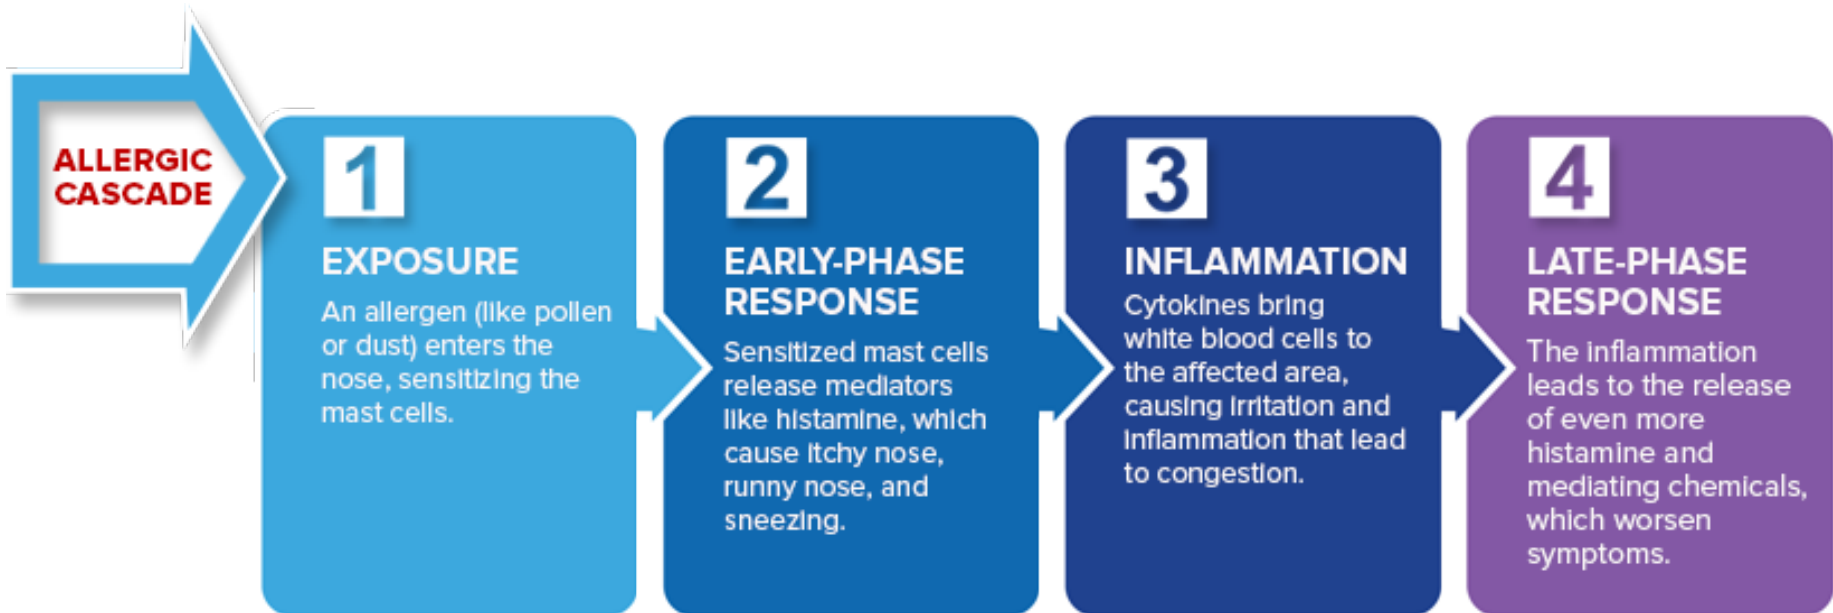 ALLERGIC
CASCADE
1
EXPOSURE
An allergen (like pollen
or dust) enters the
nose, sensitizing the
mast cells.
2
EARLY-PHASE
RESPONSE
Sensitized mast cells
release mediators
like histamine, which
cause itchy nose,
runny nose, and
sneezing.
3
INFLAMMATION
Cytokines bring
white blood cells to
the affected area,
causing irritation and
inflammation that lead
to congestion.
4
LATE-PHASE
RESPONSE
The inflammation
leads to the release
of even more
histamine and
mediating chemicals,
which worsen
symptoms.